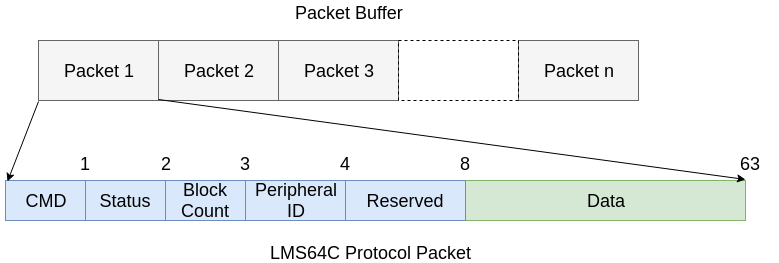 Packet Buffer
Packet 1
Packet 2
Packet 3
Packet n
1
2
3
4
8
63
CMD
Status
Block
Count
Peripheral
ID
Reserved
Data
LMS64C Protocol Packet